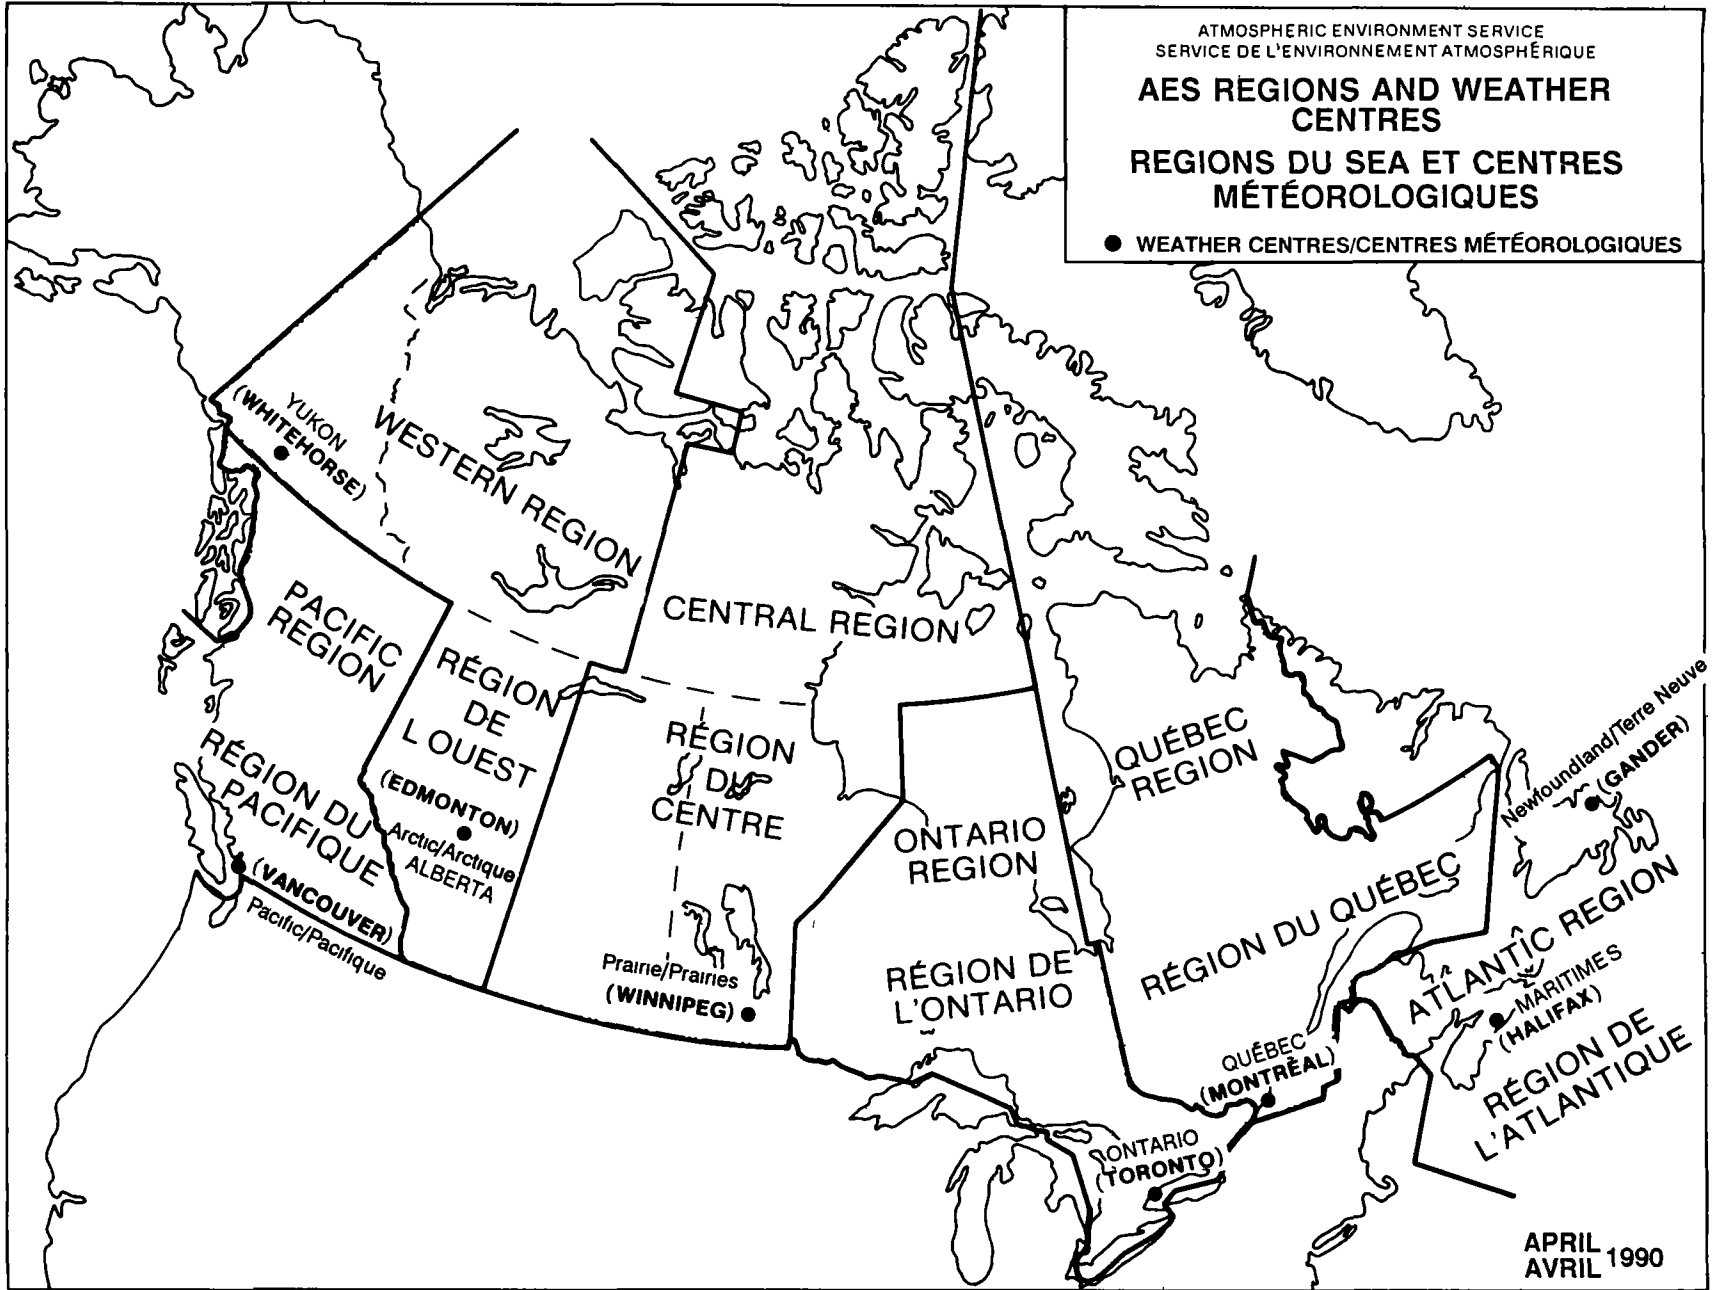 ATMOSPHERIC ENVIRONMENT SERVICE
SERVICE DE L'ENVIRONNEMENT ATMOSPHÉRIQUE
AES REGIONS AND WEATHER
CENTRES
REGIONS DU SEA ET CENTRES
MÉTÉOROLOGIQUES
● WEATHER CENTRES/CENTRES MÉTÉOROLOGIQUES
YUKON
(WHITEHORSE)
WESTERN REGION
PACIFIC
REGION
RÉGION DU
PACIFIQUE
(VANCOUVER)
Pacific/Pacifique
RÉGION
DE
L OUEST
(EDMONTON)
Arctic/Arctique
ALBERTA
CENTRAL REGION
RÉGION
DU
CENTRE
Prairie/Prairies
(WINNIPEG)
ONTARIO
REGION
RÉGION DE
L'ONTARIO
ONTARIO
(TORONTO)
QUÉBEC
REGION
RÉGION DU QUÉBEC
QUÉBEC
(MONTRÉAL)
Newfoundland/Terre Neuve
(GANDER)
ATLANTIC REGION
MARITIMES
(HALIFAX)
RÉGION DE
L'ATLANTIQUE
APRIL
AVRIL 1990